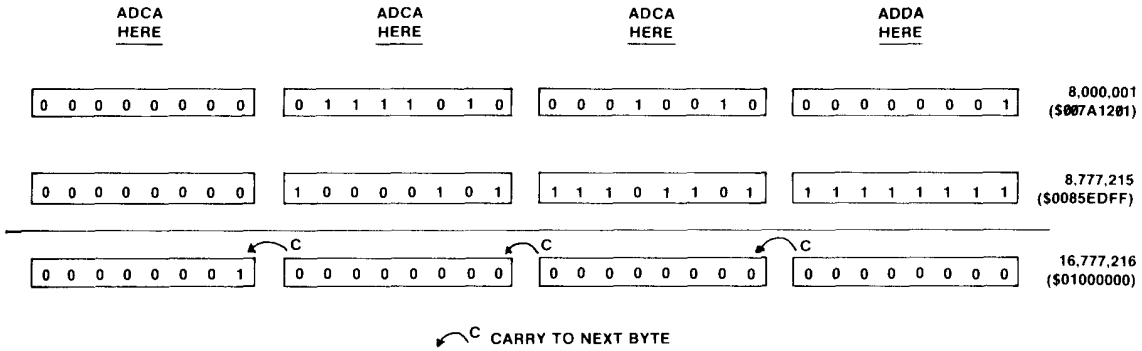 ADCA ADCA ADCA ADDA
HERE HERE HERE HERE
0 0 0 0 0 0 0 0 0 1 1 1 1 0 1 0 0 0 0 1 0 0 1 0 0 0 0 0 0 0 0 1 8,000,001
($007A1201)
0 0 0 0 0 0 0 0 1 0 0 0 0 1 0 1 1 1 1 0 1 1 0 1 1 1 1 1 1 1 1 1 8,777,215
($0085EDFF)
C C C
0 0 0 0 0 0 0 1 0 0 0 0 0 0 0 0 0 0 0 0 0 0 0 0 0 0 0 0 0 0 0 0 16,777,216
($01000000)
C CARRY TO NEXT BYTE